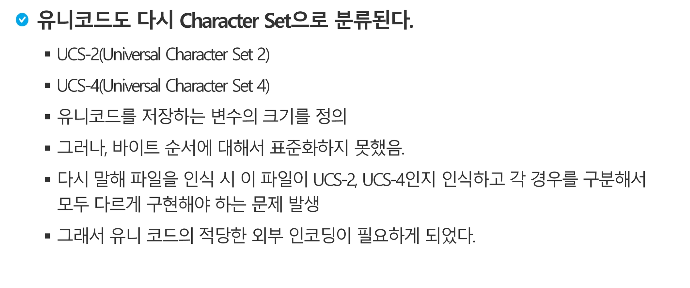 유니코드도 다시 Character Set으로 분류된다.
UCS-2(Universal Character Set 2)
UCS-4(Universal Character Set 4)
유니코드를 저장하는 변수의 크기를 정의
그러나, 바이트 순서에 대해서 표준화하지 못했음.
다시 말해 파일을 인식 시 이 파일이 UCS-2, UCS-4인지 인식하고 각 경우를 구분해서
모두 다르게 구현해야 하는 문제 발생
그래서 유니 코드의 적당한 외부 인코딩이 필요하게 되었다.